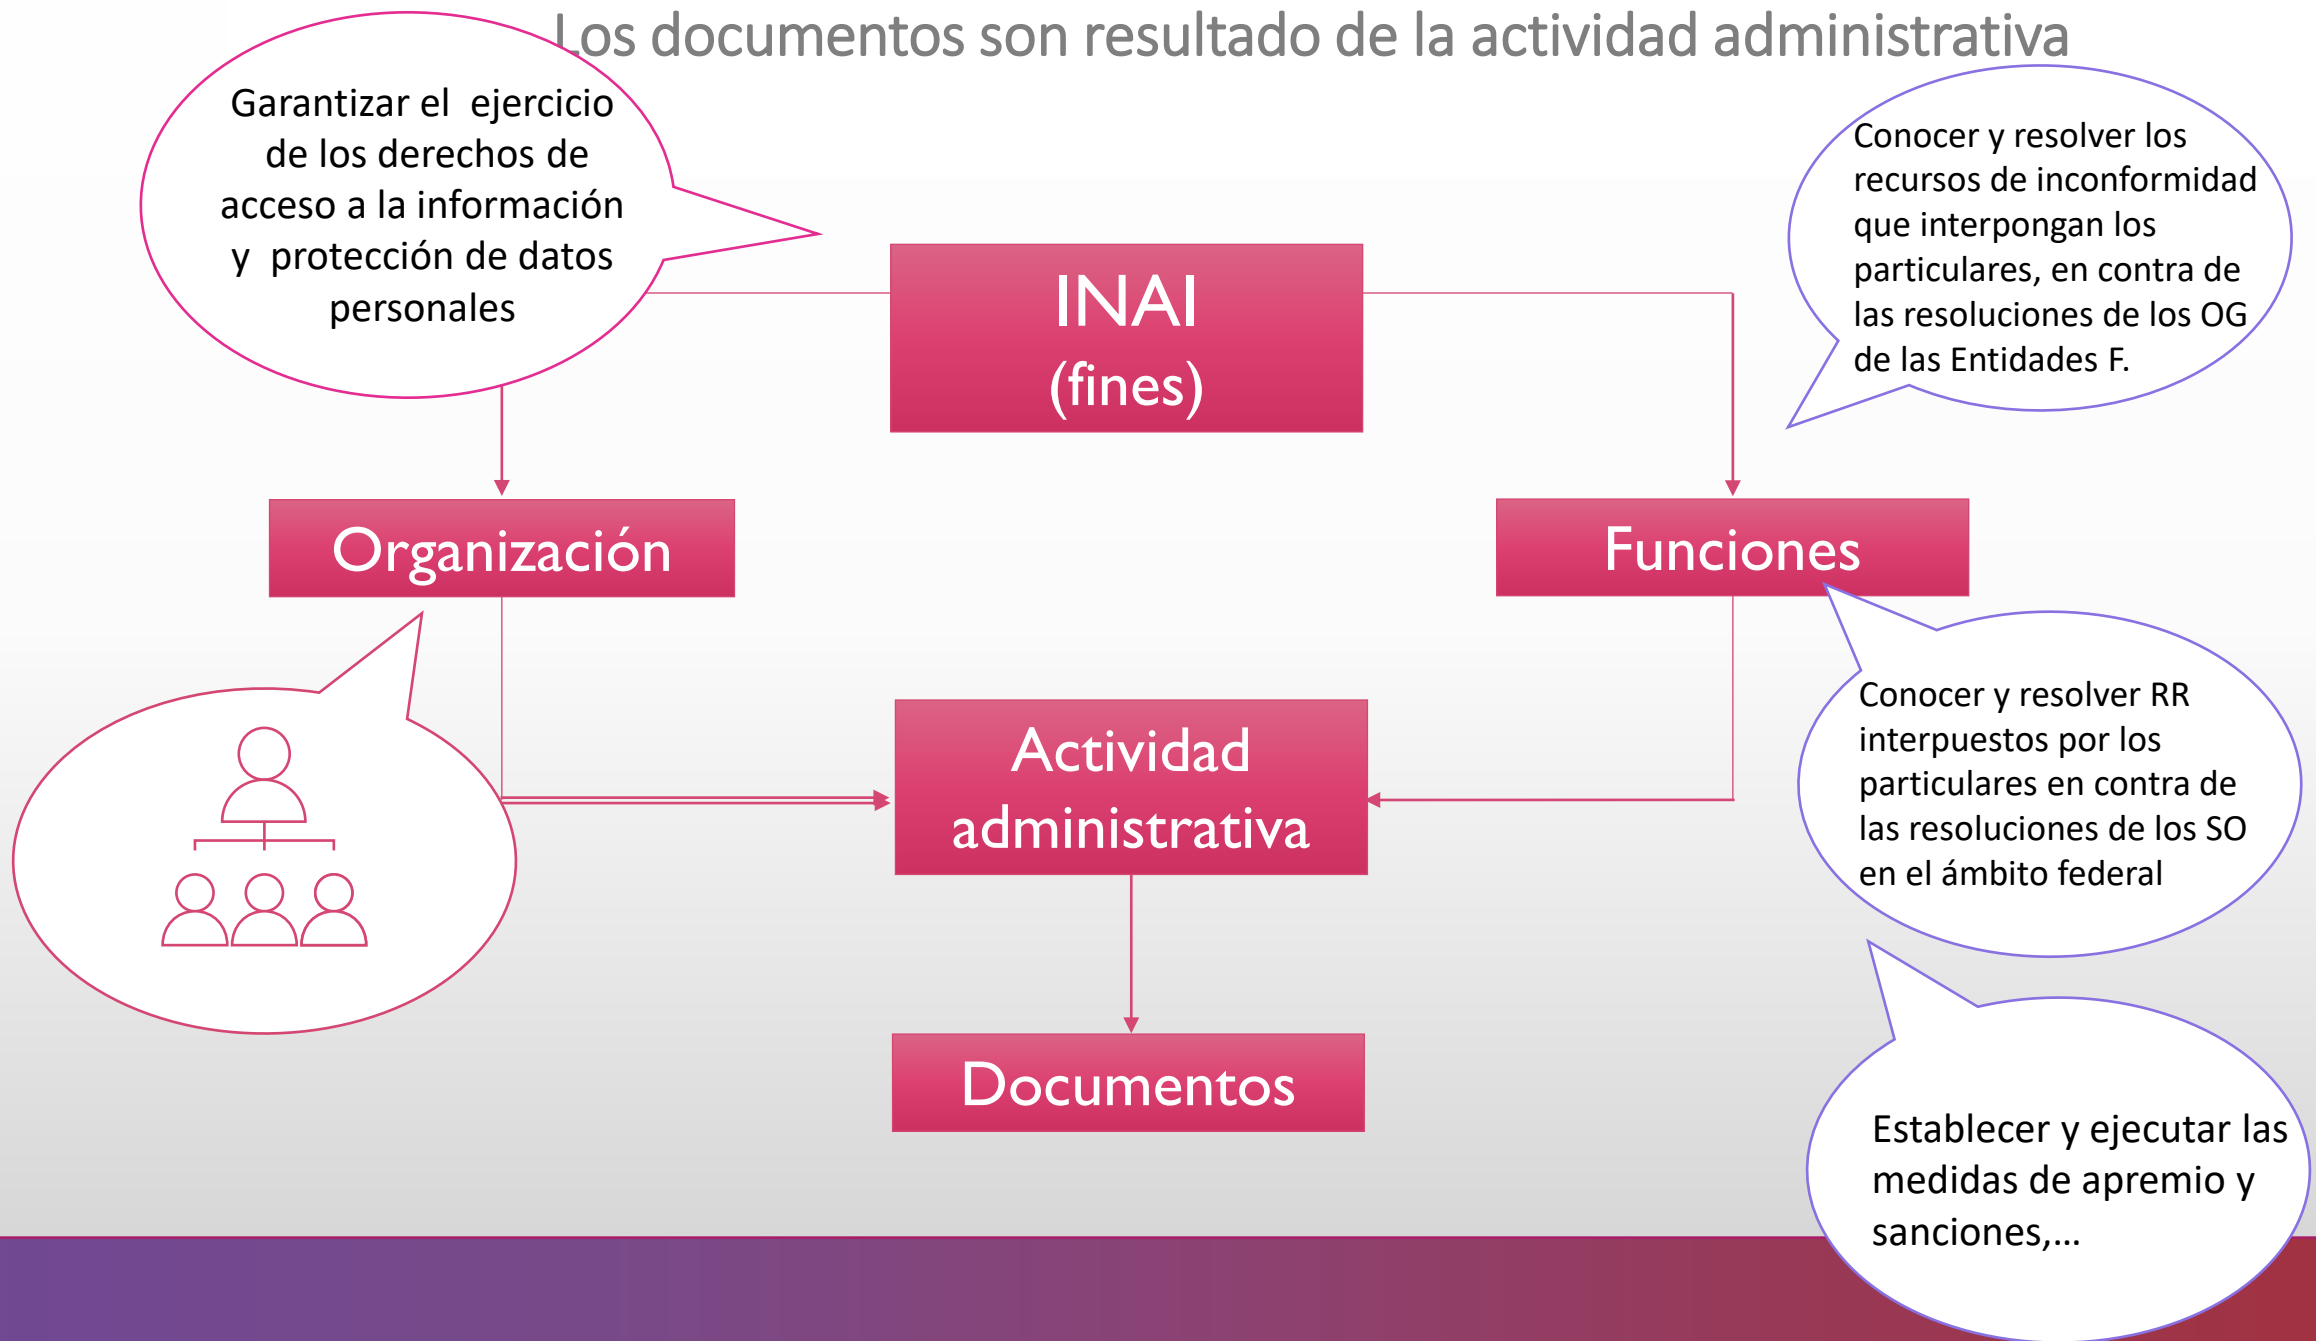 Los documentos son resultado de la actividad administrativa
Garantizar el ejercicio
de los derechos de
acceso a la información
y protección de datos
personales
INAI
(fines)
Conocer y resolver los
recursos de inconformidad
que interpongan los
particulares, en contra de
las resoluciones de los OG
de las Entidades F.
Organización
Funciones
Actividad
administrativa
Conocer y resolver RR
interpuestos por los
particulares en contra de
las resoluciones de los SO
en el ámbito federal
Documentos
Establecer y ejecutar las
medidas de apremio y
sanciones,...